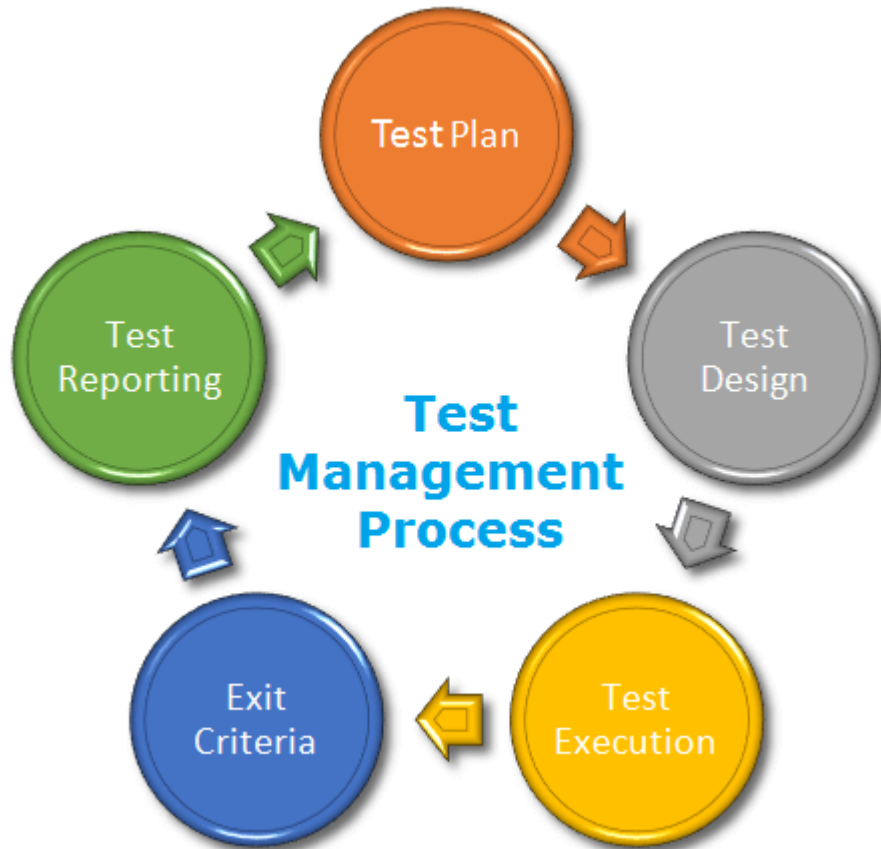 Test Plan
Test
Design
Test
Execution
Exit
Criteria
Test
Reporting
Test
Management
Process